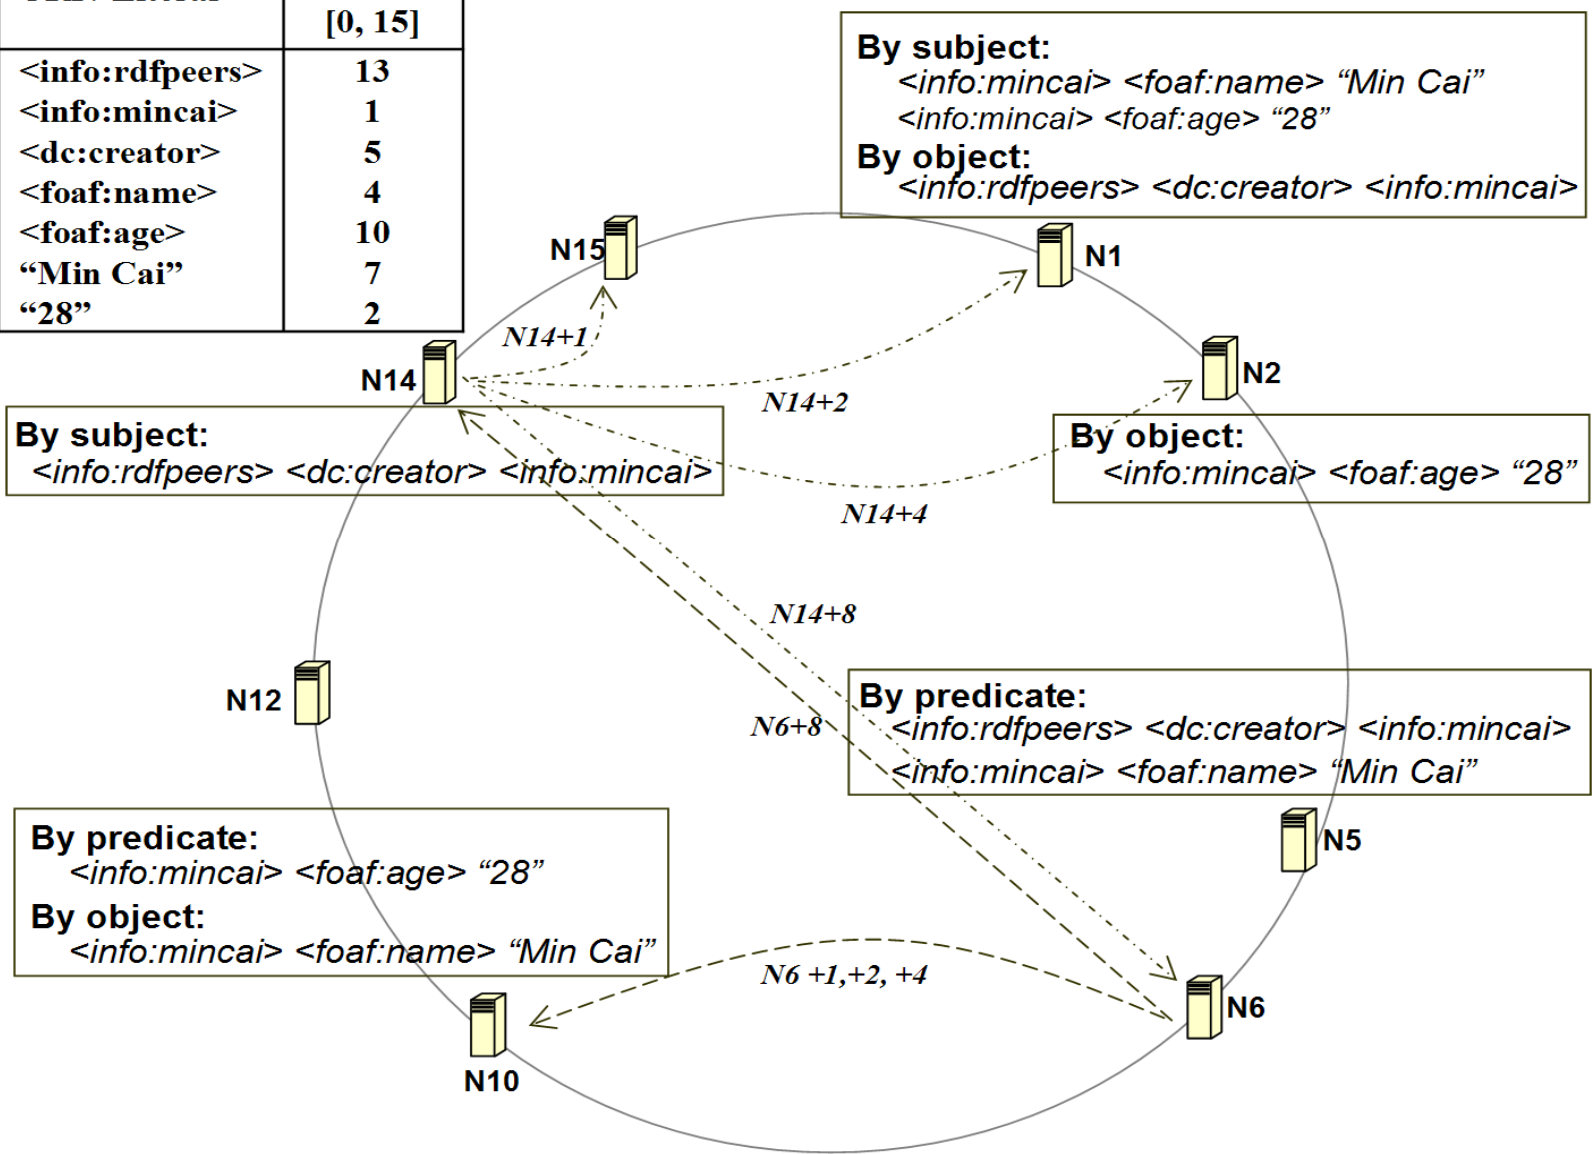 [0, 15]
<info:rdfpeers> 13
<info:mincai> 1
<dc:creator> 5
<foaf:name> 4
<foaf:age> 10
“Min Cai” 7
“28” 2
By subject:
<info:mincai> <foaf:name> “Min Cai”
<info:mincai> <foaf:age> “28”
By object:
<info:rdfpeers> <dc:creator> <info:mincai>
N15
N1
N14+1
N14
N2
N14+2
By subject:
<info:rdfpeers> <dc:creator> <info:mincai>
By object:
<info:mincai> <foaf:age> “28”
N14+4
N14+8
N12
N6+8
By predicate:
<info:rdfpeers> <dc:creator> <info:mincai>
<info:mincai> <foaf:name> “Min Cai”
N5
By predicate:
<info:mincai> <foaf:age> “28”
By object:
<info:mincai> <foaf:name> “Min Cai”
N6 +1,+2, +4
N6
N10